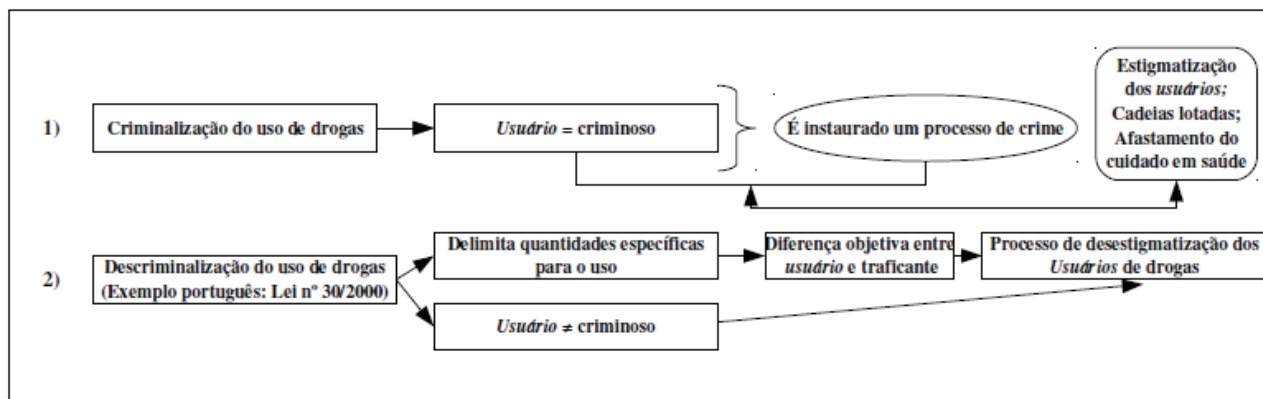 1)
Criminalização do uso de drogas
Usuário = criminoso
É instaurado um processo de crime
Estigmatização
dos usuários;
Cadeias lotadas;
Afastamento do
cuidado em saúde
2)
Descriminalização do uso de drogas
(Exemplo português: Lei nº 30/2000)
Delimita quantidades específicas
para o uso
Diferença objetiva entre
usuário e traficante
Processo de desestigmatização dos
Usuários de drogas
Usuário ≠ criminoso